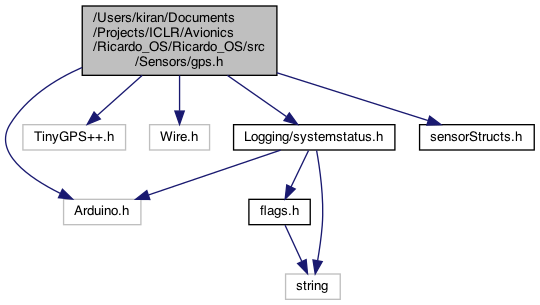 /Users/kiran/Documents
/Projects/ICLR/Avionics
/Ricardo_OS/Ricardo_OS/src
/Sensors/gps.h
TinyGPS++.h
Wire.h
Logging/systemstatus.h
sensorStructs.h
Arduino.h
flags.h
string